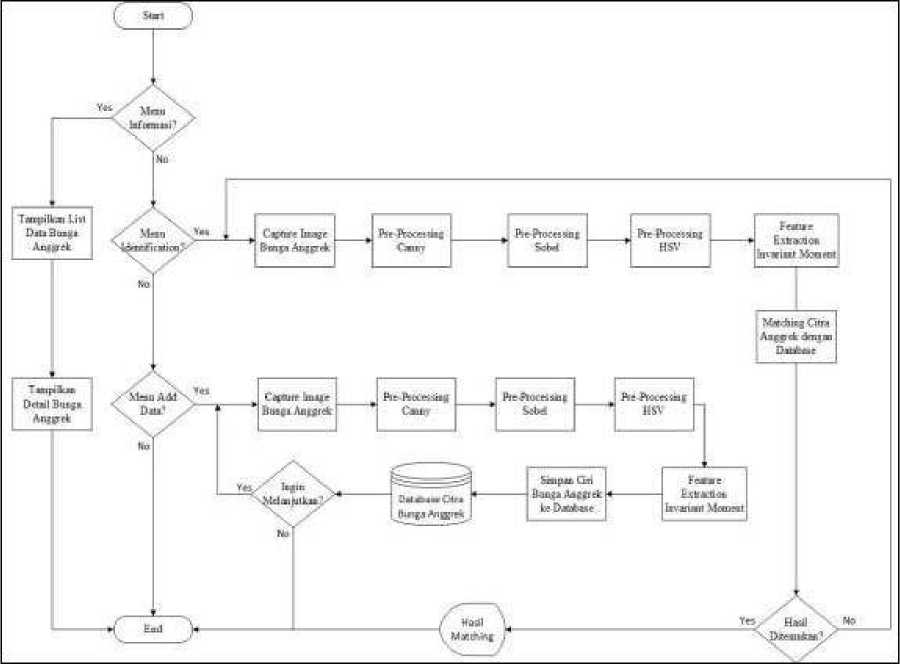 Start
Yes
Menu
Informasi?
No
Tampilkan List
Data Bunga
Anggrek
Menu
Identification?
Yes
Capture Image
Bunga Anggrek
Pre-Processing
Canny
Pre-Processing
Sobel
Pre-Processing
HSV
Feature
Extraction
Invariant Moment
No
Matching Citra
Anggrek dengan
Database
Tampilkan
Detail Bunga
Anggrek
Menu Add
Data?
Yes
Capture Image
Bunga Anggrek
Pre-Processing
Canny
Pre-Processing
Sobel
Pre-Processing
HSV
No
Yes
Ingin
Melanjutkan?
Database Citra
Bunga Anggrek
Simpan Ciri
Bunga Anggrek
ke Database
Feature
Extraction
Invariant Moment
No
End
Hasil
Matching
Yes
Hasil
Ditemukan?
No